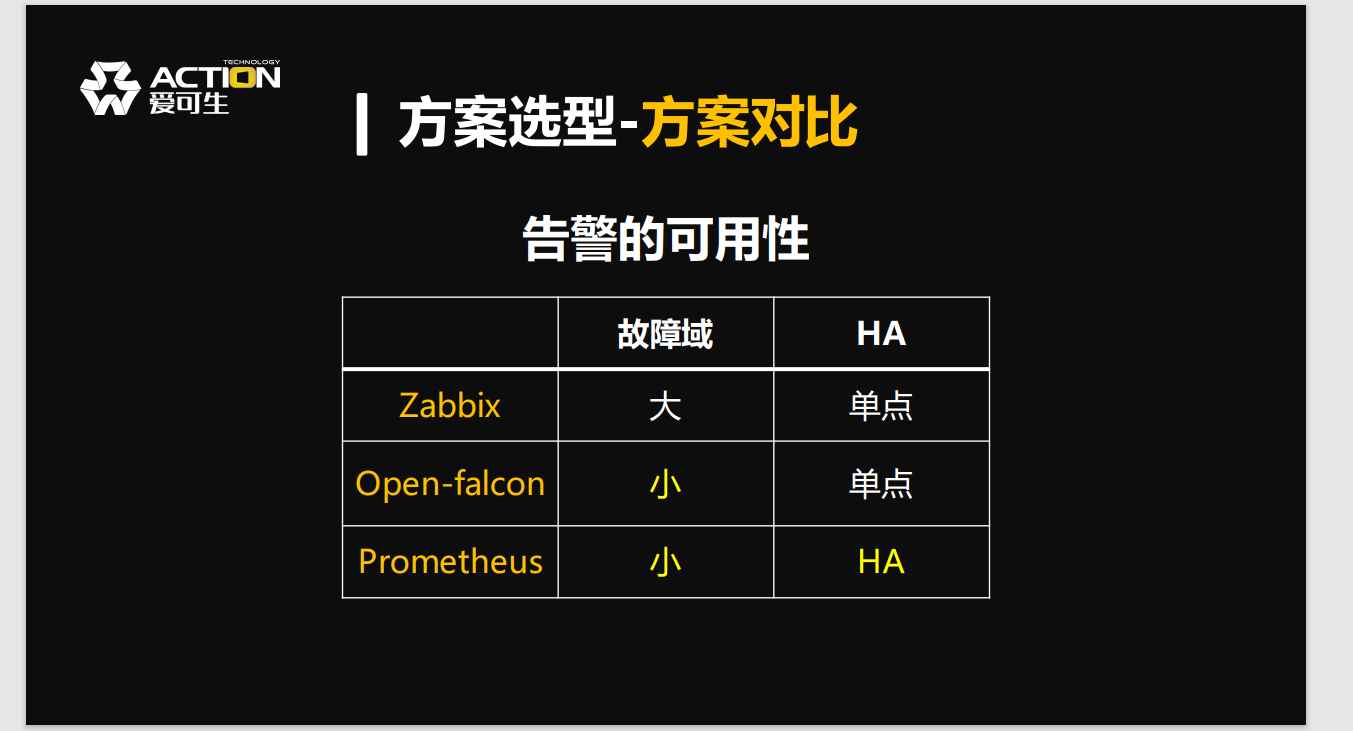 TECHNOLOGY
ACTION
爱可生
方案选型-方案对比
告警的可用性
故障域 HA
Zabbix 大 单点
Open-falcon 小 单点
Prometheus 小 HA